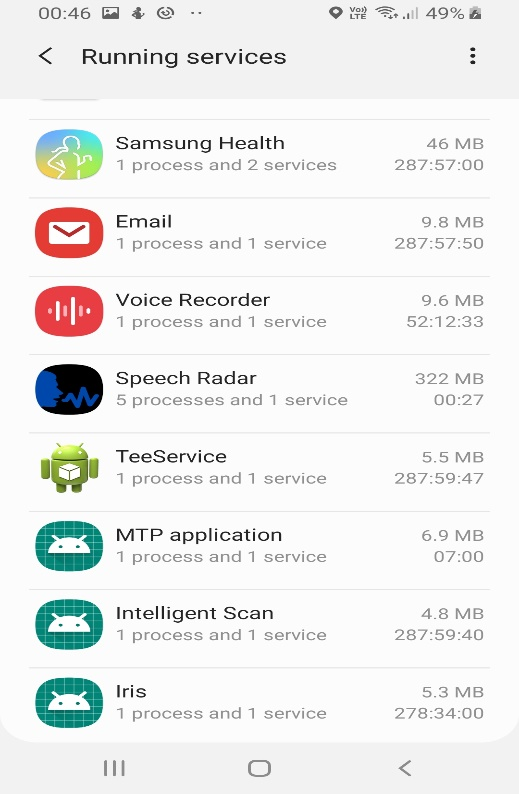 00:46
Vo))
LTE
49%
Running services
Samsung Health
46 MB
1 process and 2 services
287:57:00
Email
9.8 MB
1 process and 1 service
287:57:50
Voice Recorder
9.6 MB
1 process and 1 service
52:12:33
Speech Radar
322 MB
5 processes and 1 service
00:27
TeeService
5.5 MB
1 process and 1 service
287:59:47
MTP application
6.9 MB
1 process and 1 service
07:00
Intelligent Scan
4.8 MB
1 process and 1 service
287:59:40
Iris
5.3 MB
1 process and 1 service
278:34:00